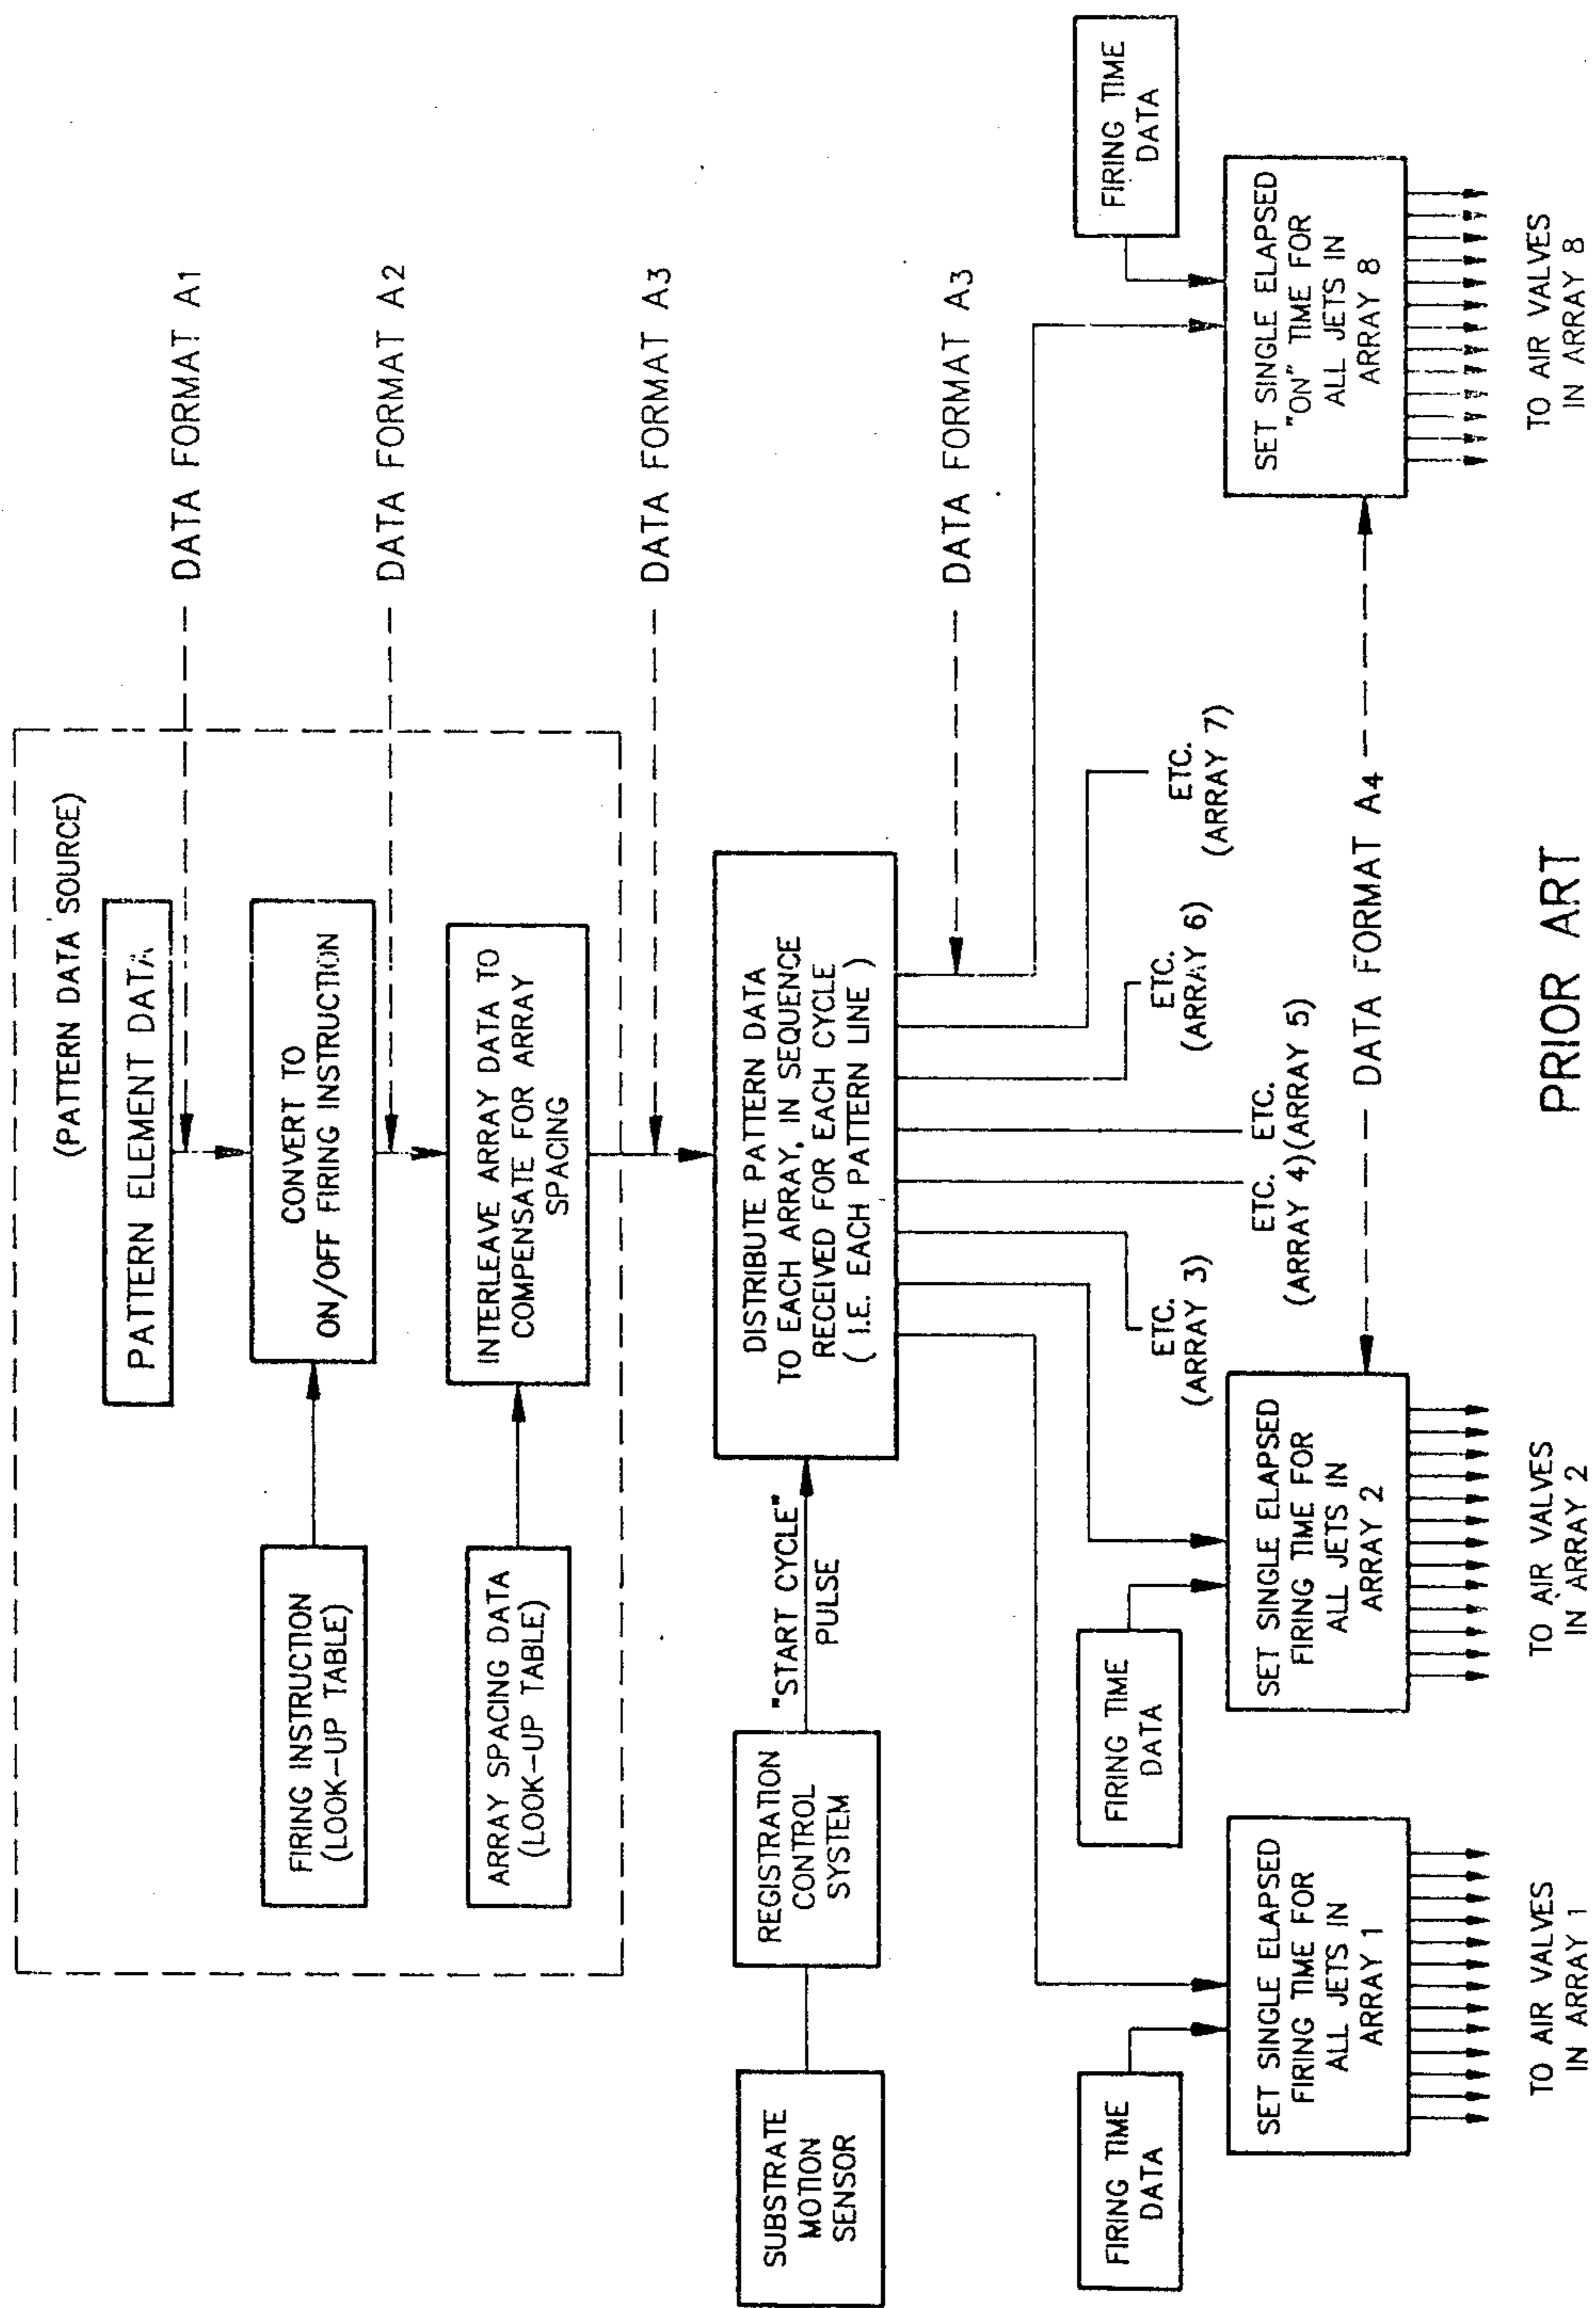 (PATTERN DATA SOURCE)
PATTERN ELEMENT DATA
DATA FORMAT A1
FIRING INSTRUCTION
(LOOK-UP TABLE)
CONVERT TO
ON/OFF FIRING INSTRUCTION
DATA FORMAT A2
ARRAY SPACING DATA
(LOOK-UP TABLE)
INTERLEAVE ARRAY DATA TO
COMPENSATE FOR ARRAY
SPACING
DATA FORMAT A3
SUBSTRATE
MOTION
SENSOR
REGISTRATION
CONTROL
SYSTEM
"START CYCLE"
PULSE
DISTRIBUTE PATTERN DATA
TO EACH ARRAY, IN SEQUENCE
RECEIVED FOR EACH CYCLE
( I.E. EACH PATTERN LINE )
DATA FORMAT A3
FIRING TIME
DATA
FIRING TIME
DATA
ETC.
(ARRAY 3)
ETC.
(ARRAY 4)
ETC.
(ARRAY 5)
ETC.
(ARRAY 6)
ETC.
(ARRAY 7)
FIRING TIME
DATA
SET SINGLE ELAPSED
FIRING TIME FOR
ALL JETS IN
ARRAY 1
SET SINGLE ELAPSED
FIRING TIME FOR
ALL JETS IN
ARRAY 2
DATA FORMAT A4
SET SINGLE ELAPSED
"ON" TIME FOR
ALL JETS IN
ARRAY 8
TO AIR VALVES
IN ARRAY 1
TO AIR VALVES
IN ARRAY 2
TO AIR VALVES
IN ARRAY 8
PRIOR ART